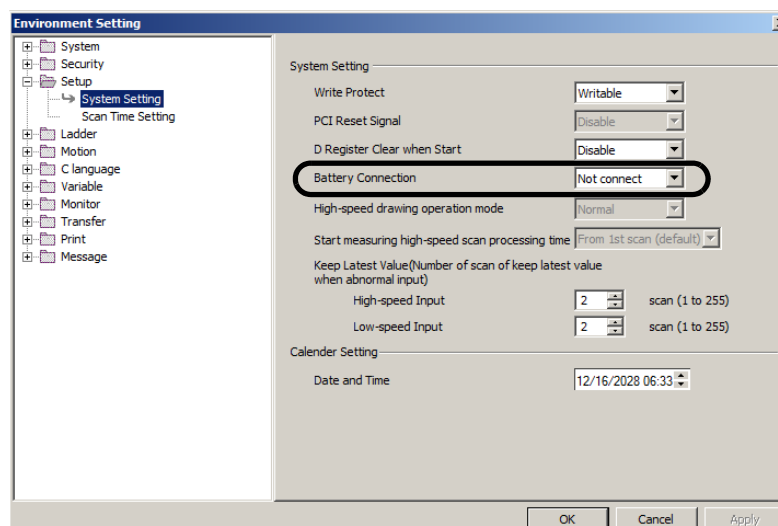 Environment Setting
System
Security
Setup
System Setting
Scan Time Setting
Ladder
Motion
C language
Variable
Monitor
Transfer
Print
Message
System Setting
Write Protect Writable
PCI Reset Signal Disable
D Register Clear when Start Disable
Battery Connection Not connect
High-speed drawing operation mode Normal
Start measuring high-speed scan processing time From 1st scan (default)
Keep Latest Value(Number of scan of keep latest value
when abnormal input)
High-speed Input 2 scan (1 to 255)
Low-speed Input 2 scan (1 to 255)
Calender Setting
Date and Time 12/16/2028 06:33
OK Cancel Apply